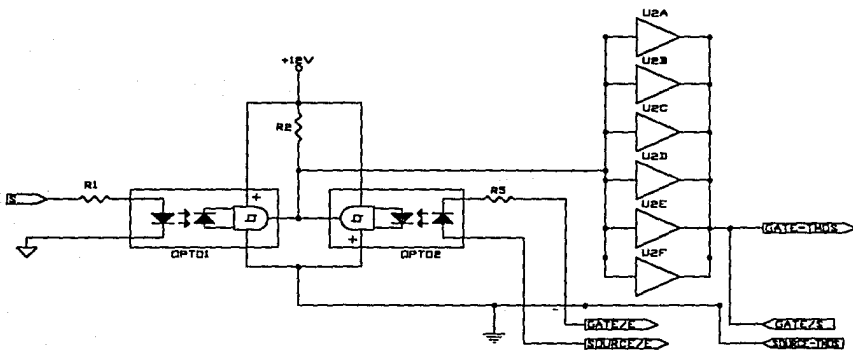 U2A
+12V
U2B
R2
U2C
U2D
R1
+
R3
S
U2E
GATE-TMOS
OPTO1
+
OPTO2
U2F
GATE/E
GATE/S
SOURCE/E
SOURCE-TMOS